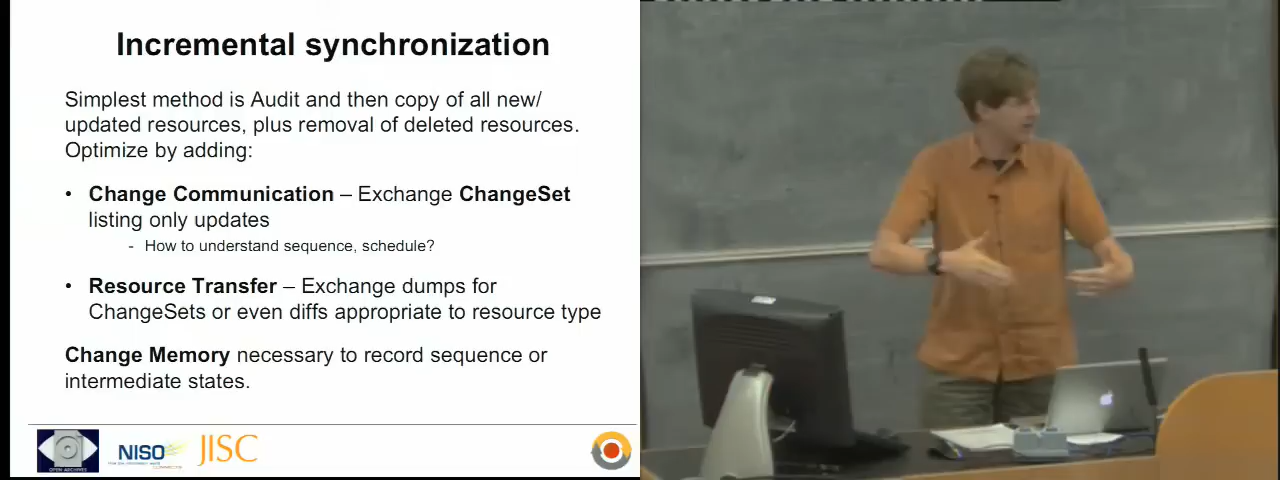 Incremental synchronization
Simplest method is Audit and then copy of all new/
updated resources, plus removal of deleted resources.
Optimize by adding:
• Change Communication – Exchange ChangeSet
listing only updates
- How to understand sequence, schedule?
• Resource Transfer – Exchange dumps for
ChangeSets or even diffs appropriate to resource type
Change Memory necessary to record sequence or
intermediate states.
OPEN ARCHIVES
NISO
JISC